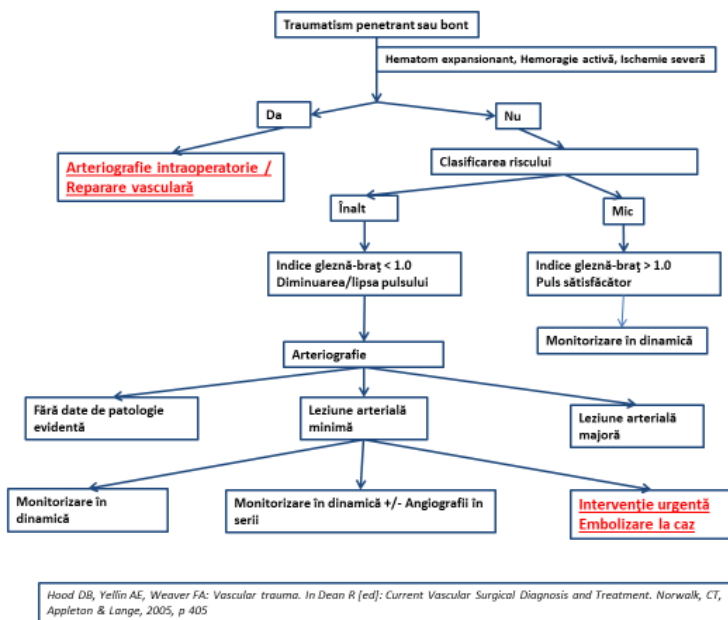 Traumatism penetrant sau bont
Hematom expansionant, Hemoragie activă, Ischemie severă
Da
Nu
Arteriografie intraoperatorie /
Reparare vasculară
Clasificarea riscului
Înalt
Mic
Indice gleznă-braţ < 1.0
Diminuarea/lipsa pulsului
Indice gleznă-braţ > 1.0
Puls sătisfăcător
Monitorizare în dinamică
Arteriografie
Fără date de patologie
evidentă
Leziune arterială
minimă
Leziune arterială
majoră
Monitorizare în
dinamică
Monitorizare în dinamică +/- Angiografii în
serii
Intervenţie urgentă
Embolizare la caz
Hood DB, Yellin AE, Weaver FA: Vascular trauma. In Dean R [ed]: Current Vascular Surgical Diagnosis and Treatment. Norwalk, CT,
Appleton & Lange, 2005, p 405